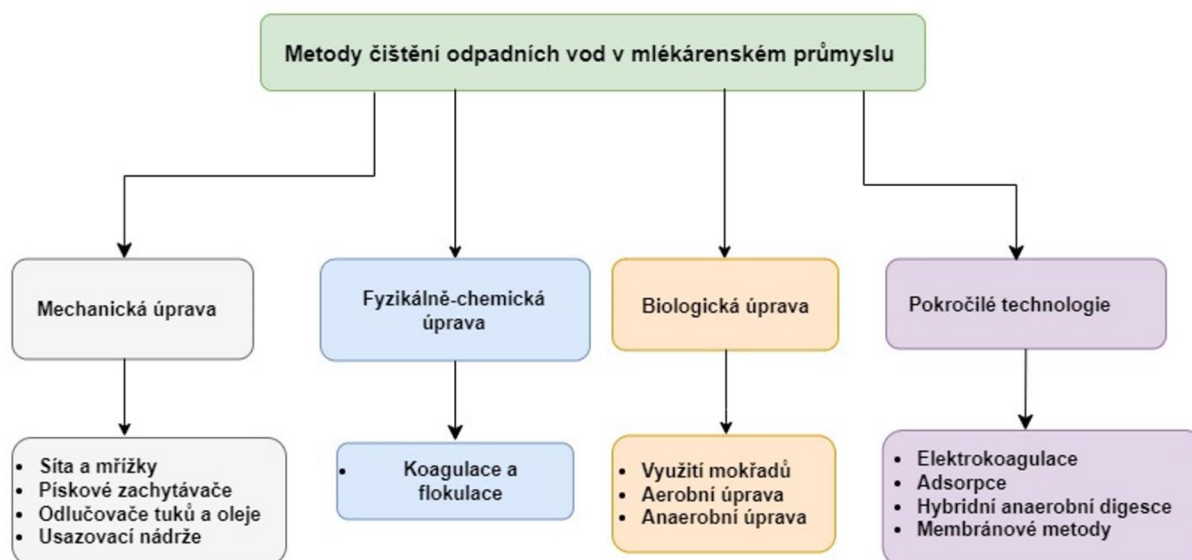 Metody čištění odpadních vod v mlékárenském průmyslu
Mechanická úprava
Fyzikálně-chemická
úprava
Biologická úprava
Pokročilé technologie
• Síta a mřížky
• Pískové zachytávače
• Odlučovače tuků a oleje
• Usazovací nádrže
• Koagulace a
flokulace
• Využití mokřadů
• Aerobní úprava
• Anaerobní úprava
• Elektrokoagulace
• Adsorpce
• Hybridní anaerobní digesce
• Membránové metody